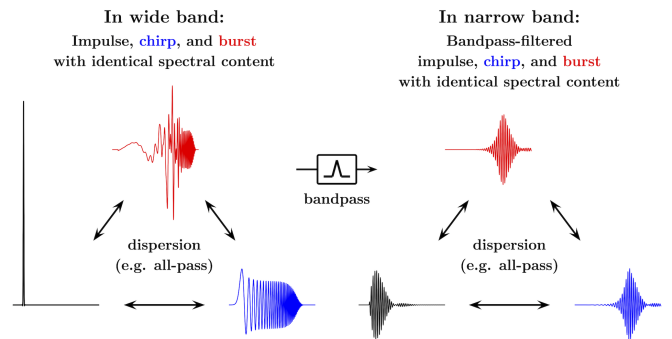 In wide band:
Impulse, chirp, and burst
with identical spectral content
In narrow band:
Bandpass-filtered
impulse, chirp, and burst
with identical spectral content
bandpass
dispersion
(e.g. all-pass)
dispersion
(e.g. all-pass)